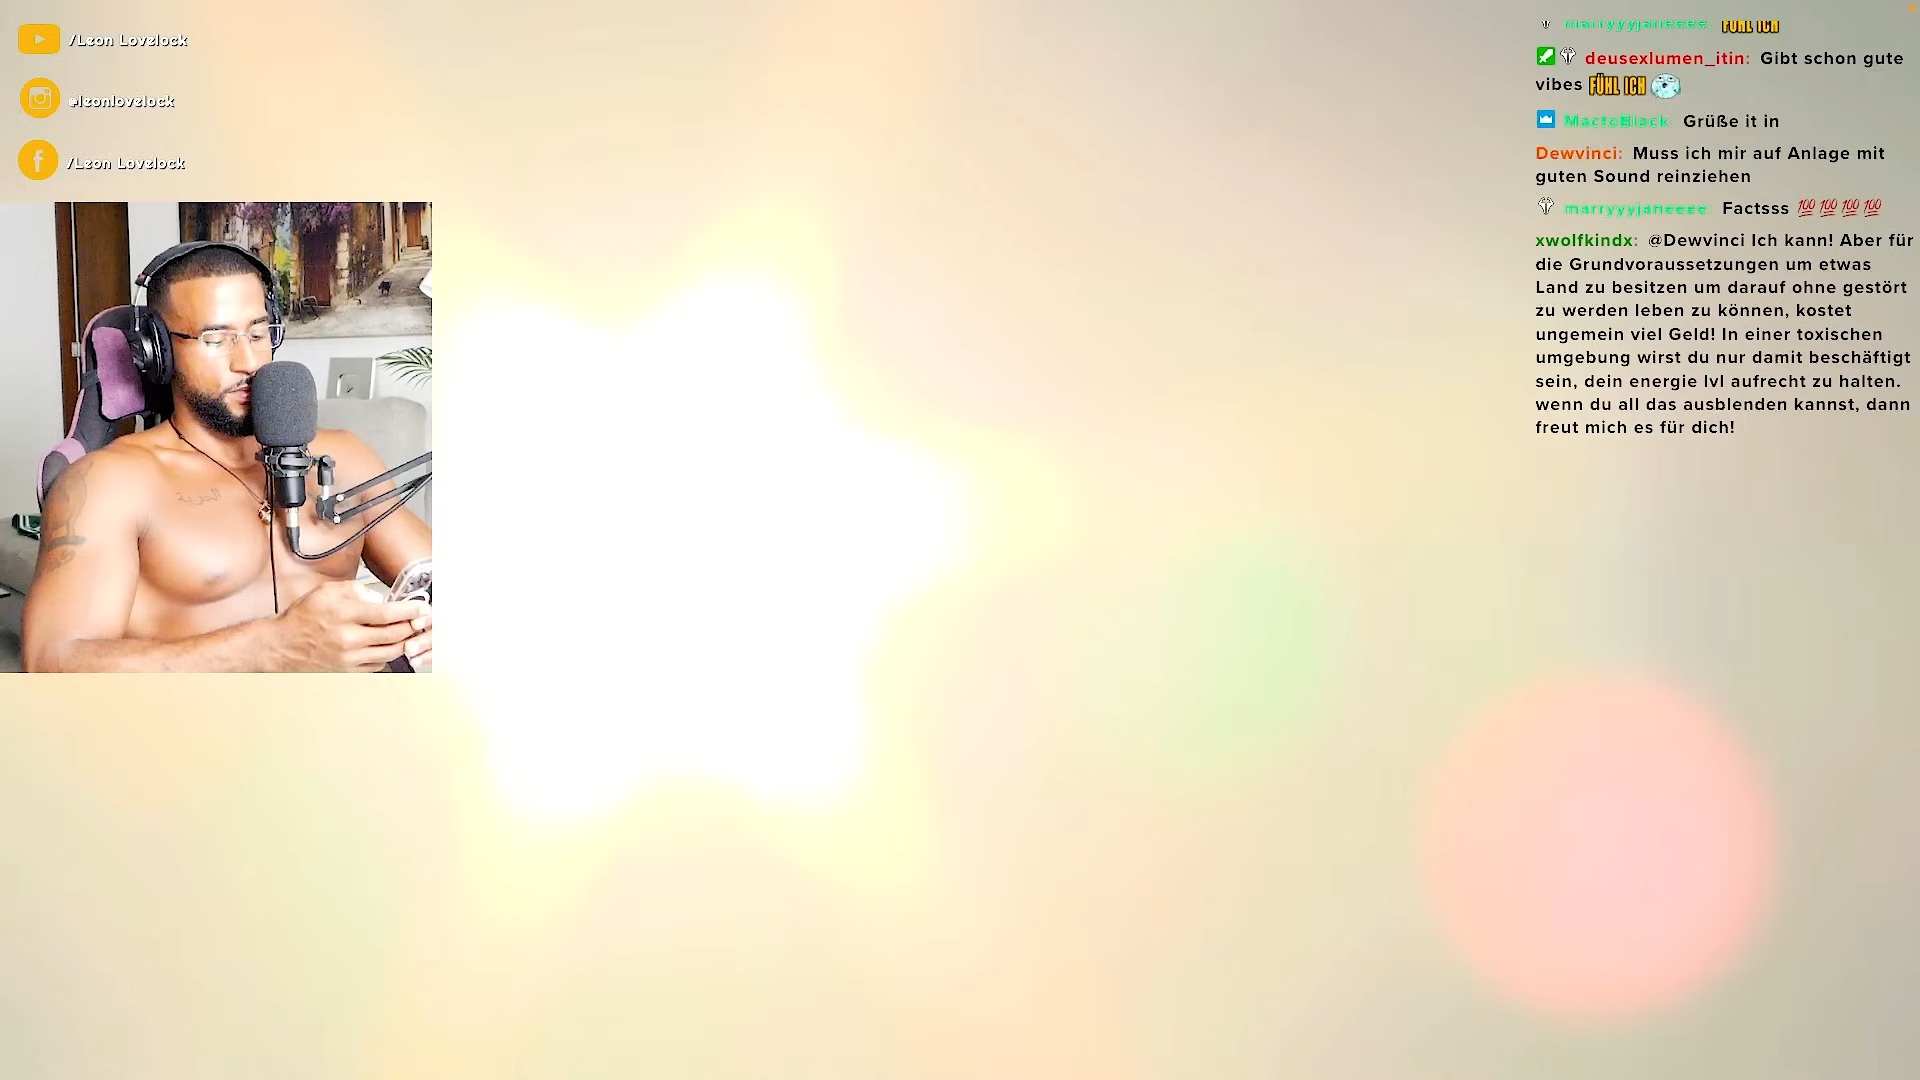 /Leon Lovelock
@leonlovelock
/Leon Lovelock
العربية
marryyyjaneeee: FÜHL ICH
deusexlumen_itin: Gibt schon gute
vibes FÜHL ICH
MactoBlack: Grüße it in
Dewvinci: Muss ich mir auf Anlage mit
guten Sound reinziehen
marryyyjaneeee: Factsss 💯💯💯💯
xwolfkindx: @Dewvinci Ich kann! Aber für
die Grundvoraussetzungen um etwas
Land zu besitzen um darauf ohne gestört
zu werden leben zu können, kostet
ungemein viel Geld! In einer toxischen
umgebung wirst du nur damit beschäftigt
sein, dein energie lvl aufrecht zu halten.
wenn du all das ausblenden kannst, dann
freut mich es für dich!